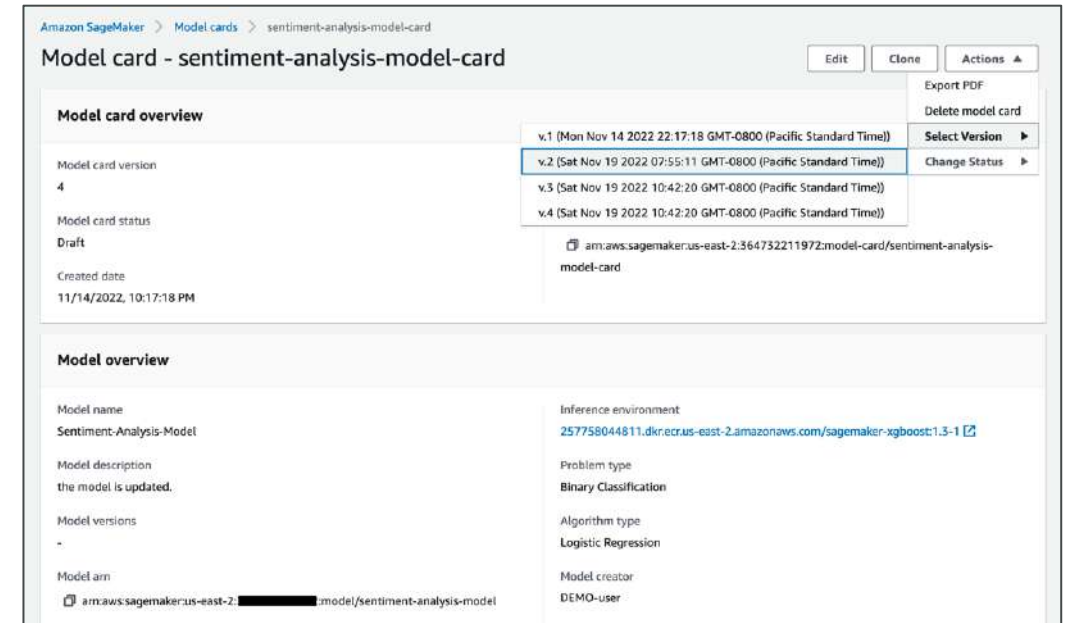 Amazon SageMaker > Model cards > sentiment-analysis-model-card
Model card - sentiment-analysis-model-card
Edit
Clone
Actions
Export PDF
Delete model card
Select Version
Change Status
v.1 (Mon Nov 14 2022 22:17:18 GMT-0800 (Pacific Standard Time))
v.2 (Sat Nov 19 2022 07:55:11 GMT-0800 (Pacific Standard Time))
v.3 (Sat Nov 19 2022 10:42:20 GMT-0800 (Pacific Standard Time))
v.4 (Sat Nov 19 2022 10:42:20 GMT-0800 (Pacific Standard Time))
Model card overview
Model card version
4
Model card status
Draft
Created date
11/14/2022, 10:17:18 PM
arn:aws:sagemaker:us-east-2:364732211972:model-card/sentiment-analysis-
model-card
Model overview
Model name
Sentiment-Analysis-Model
Model description
the model is updated.
Model versions
-
Model arn
arn:aws:sagemaker:us-east-2: :model/sentiment-analysis-model
Inference environment
257758044811.dkr.ecr.us-east-2.amazonaws.com/sagemaker-xgboost:1.3-1
Problem type
Binary Classification
Algorithm type
Logistic Regression
Model creator
DEMO-user